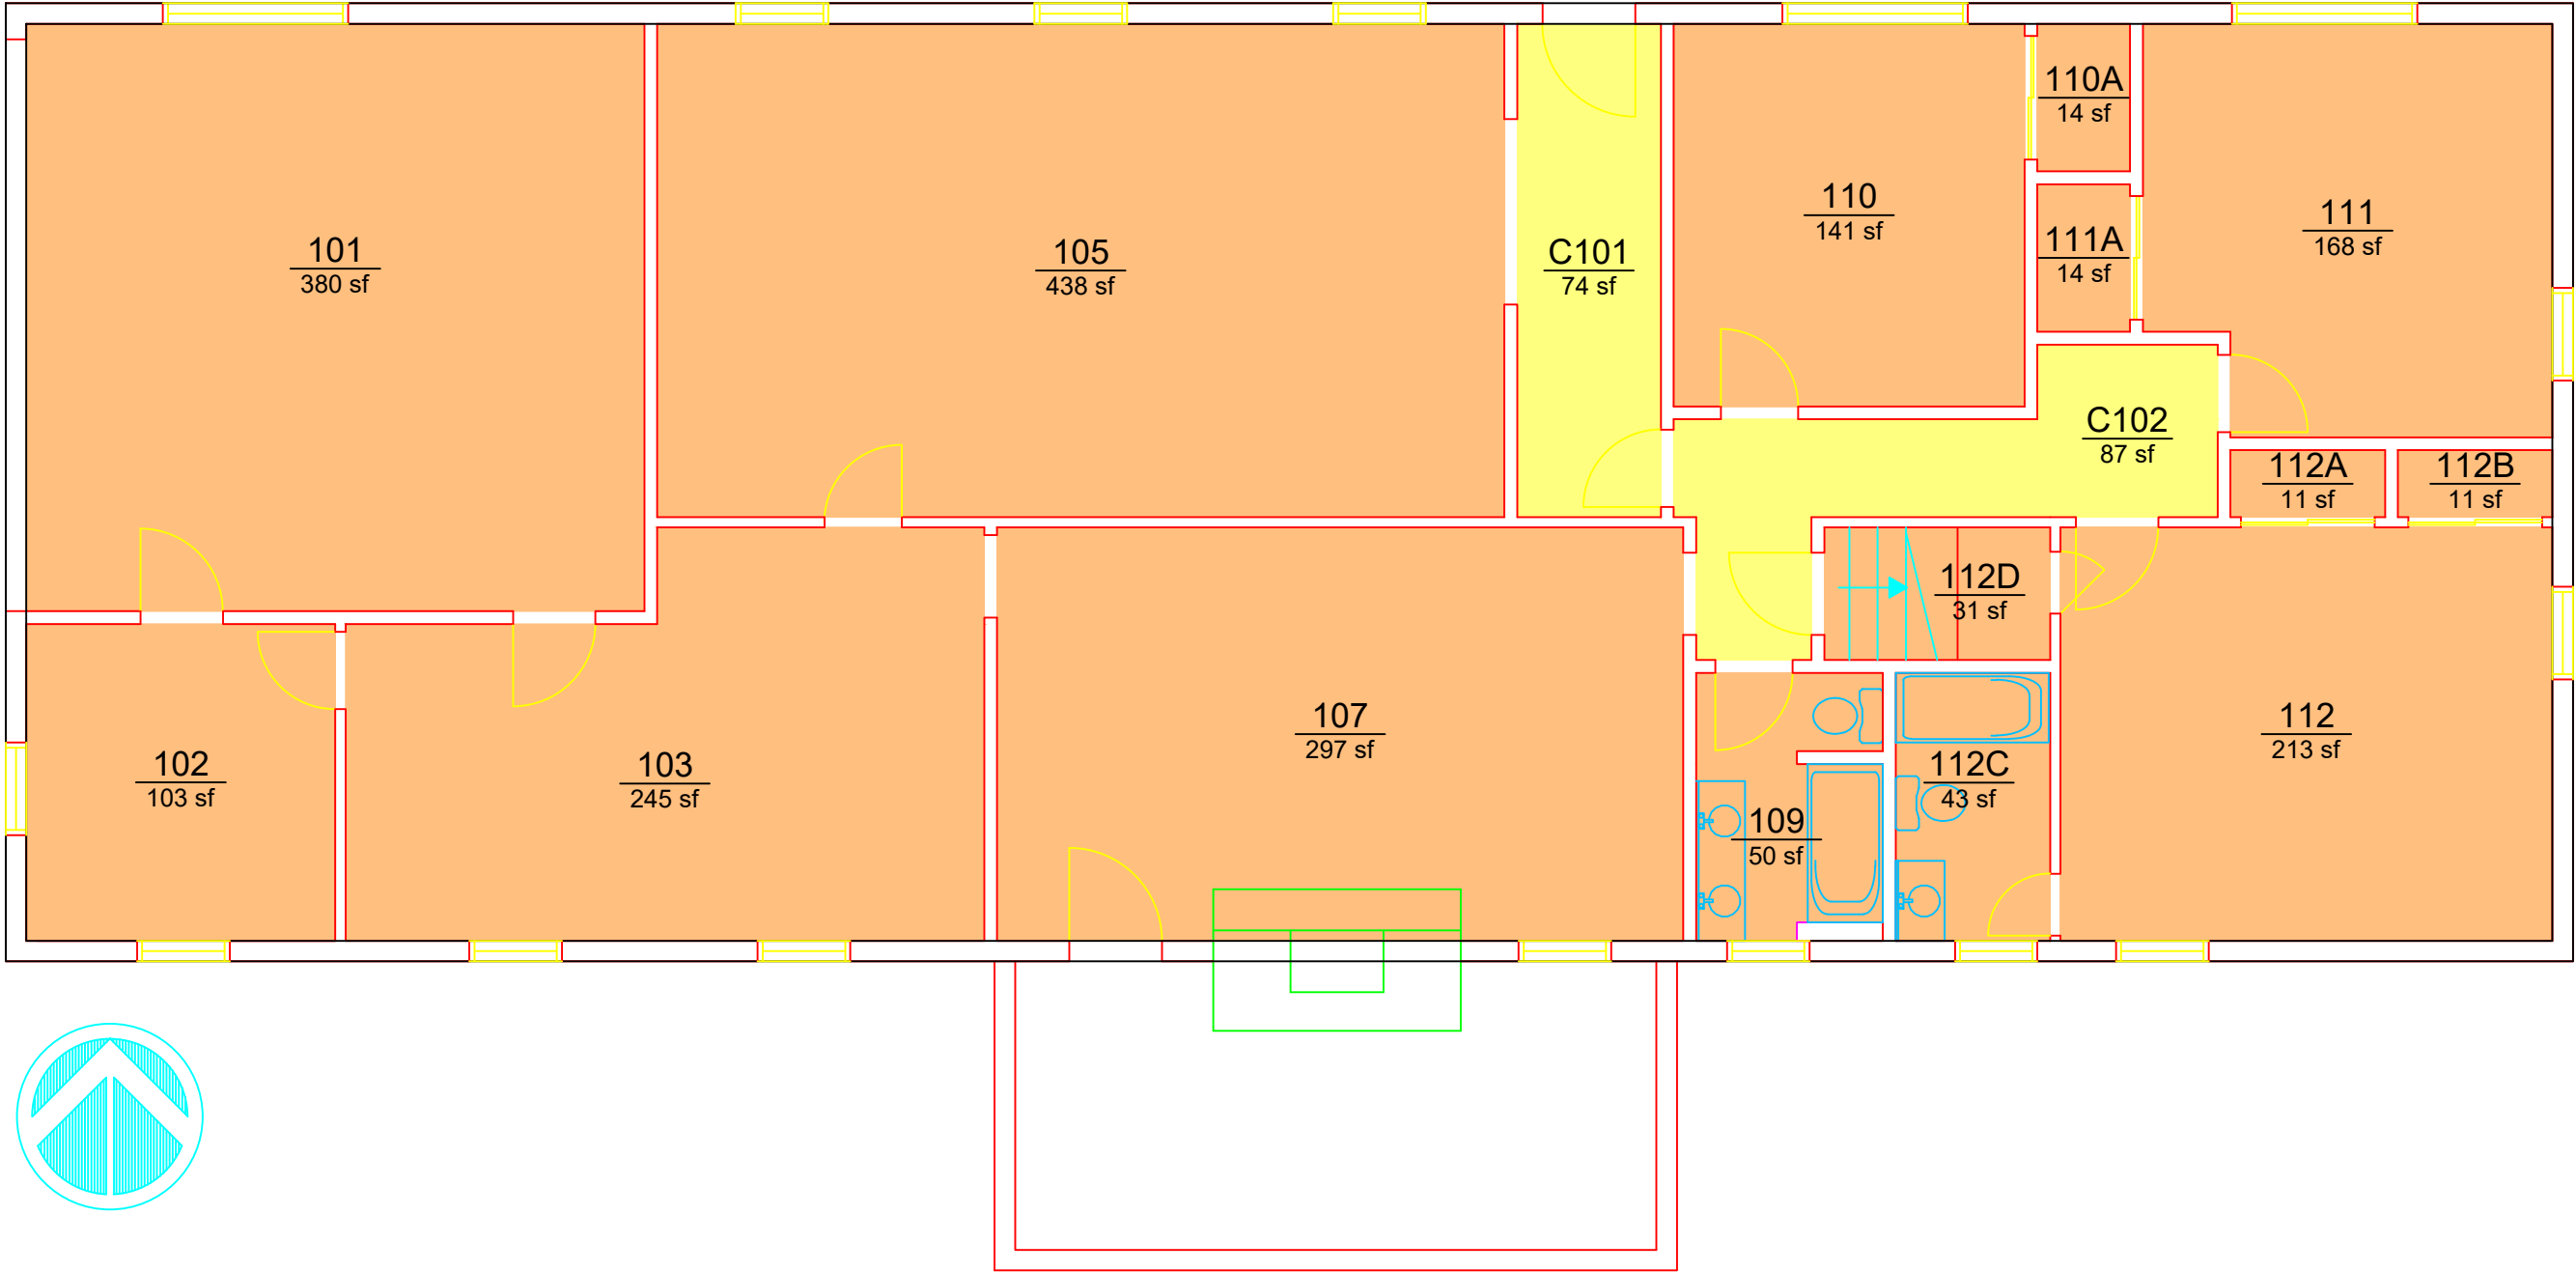 101
380 sf
105
438 sf
C101
74 sf
110
141 sf
110A
14 sf
111A
14 sf
111
168 sf
C102
87 sf
112A
11 sf
112B
11 sf
112D
31 sf
102
103 sf
103
245 sf
107
297 sf
109
50 sf
112C
43 sf
112
213 sf